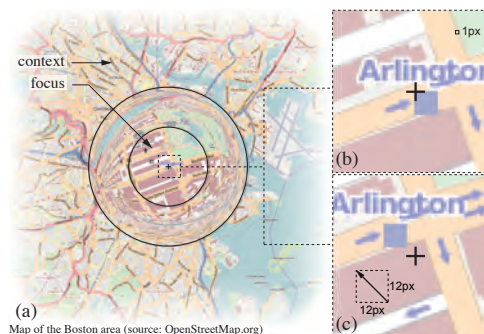 context
focus
(a)
Map of the Boston area (source: OpenStreetMap.org)
1px
Arlington
(b)
Arlington
12px
12px
(c)